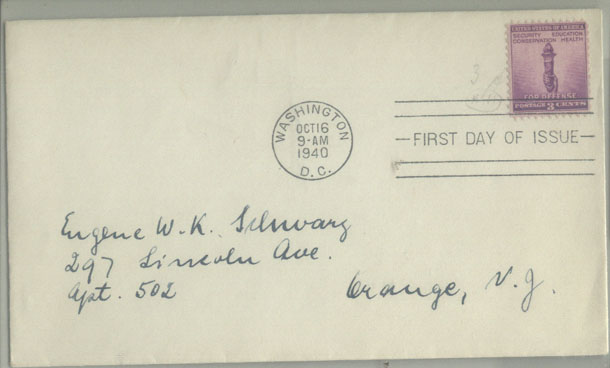 UNITED STATES OF AMERICA
SECURITY EDUCATION
CONSERVATION HEALTH
FOR DEFENSE
POSTAGE 3 CENTS
3
WASHINGTON
OCT 16
9-AM
1940
D.C.
FIRST DAY OF ISSUE
Eugene W.K. Schwarz
297 Lincoln Ave.
Apt. 502
Orange, N.J.